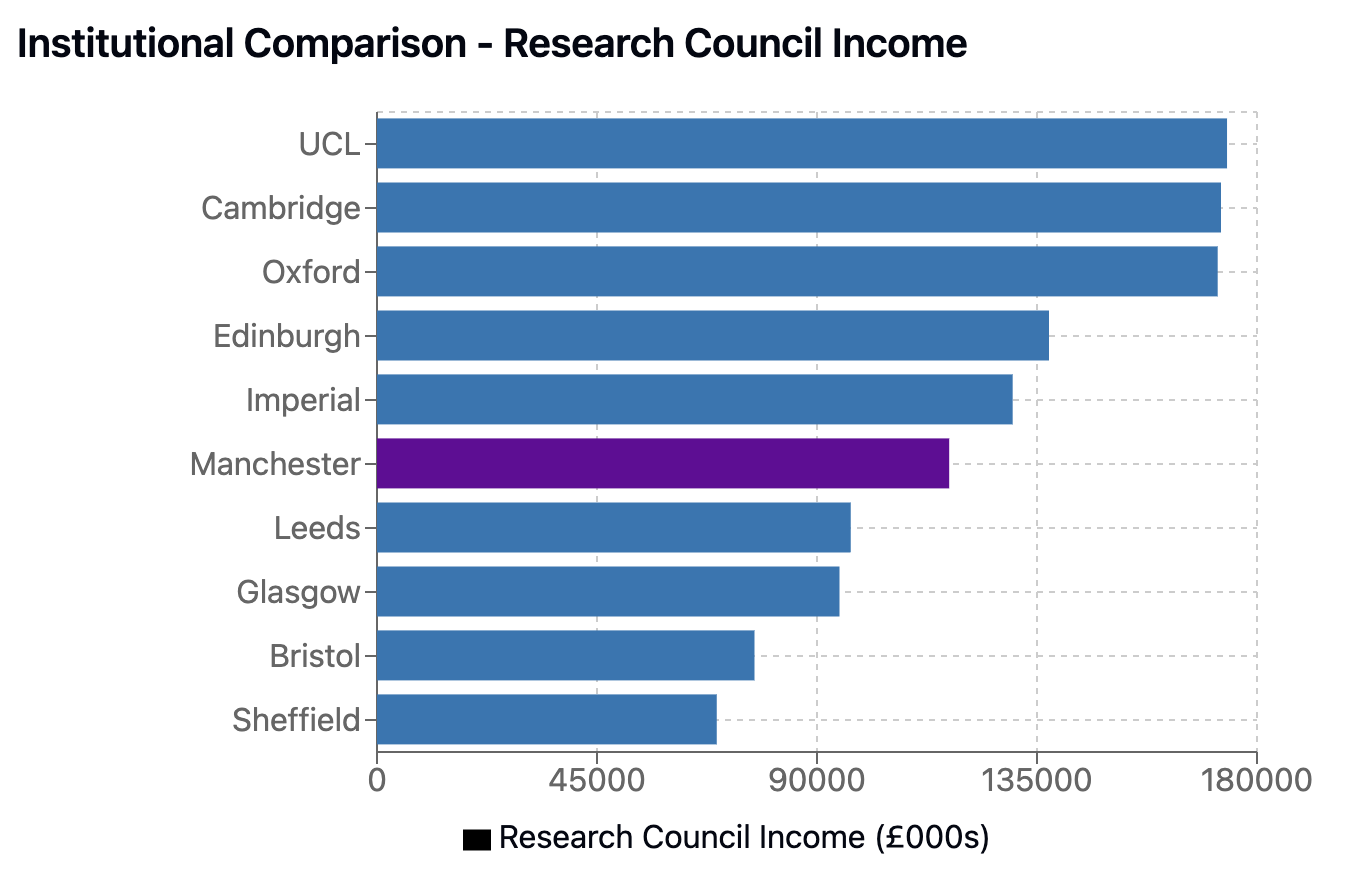 Institutional Comparison - Research Council Income
UCL
Cambridge
Oxford
Edinburgh
Imperial
Manchester
Leeds
Glasgow
Bristol
Sheffield
0 45000 90000 135000 180000
Research Council Income (£000s)